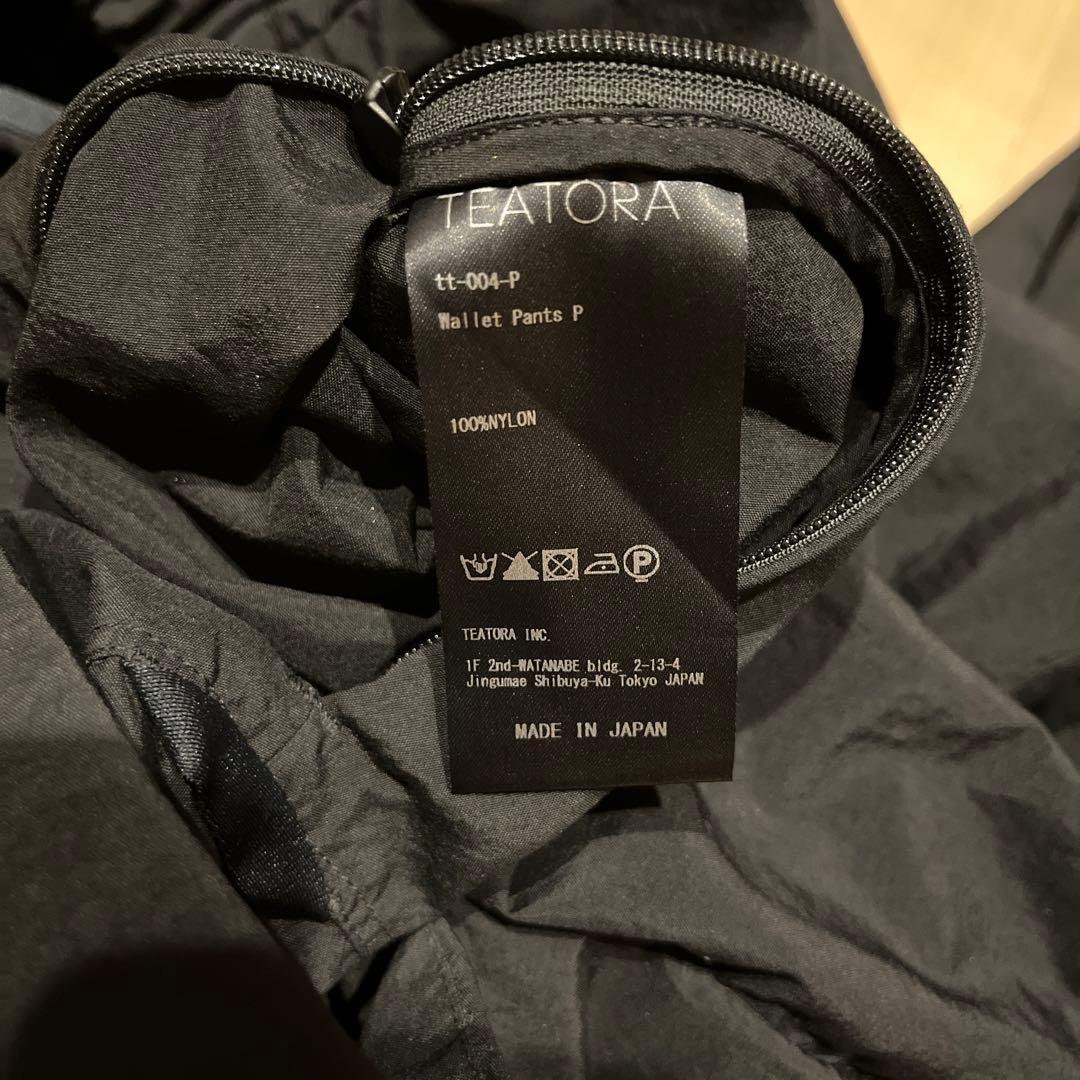 TEATORA
tt-004-P
Wallet Pants P
100%NYLON
P
TEATORA INC.
1F 2nd-WATANABE bldg. 2-13-4
Jingumae Shibuya-Ku Tokyo JAPAN
MADE IN JAPAN